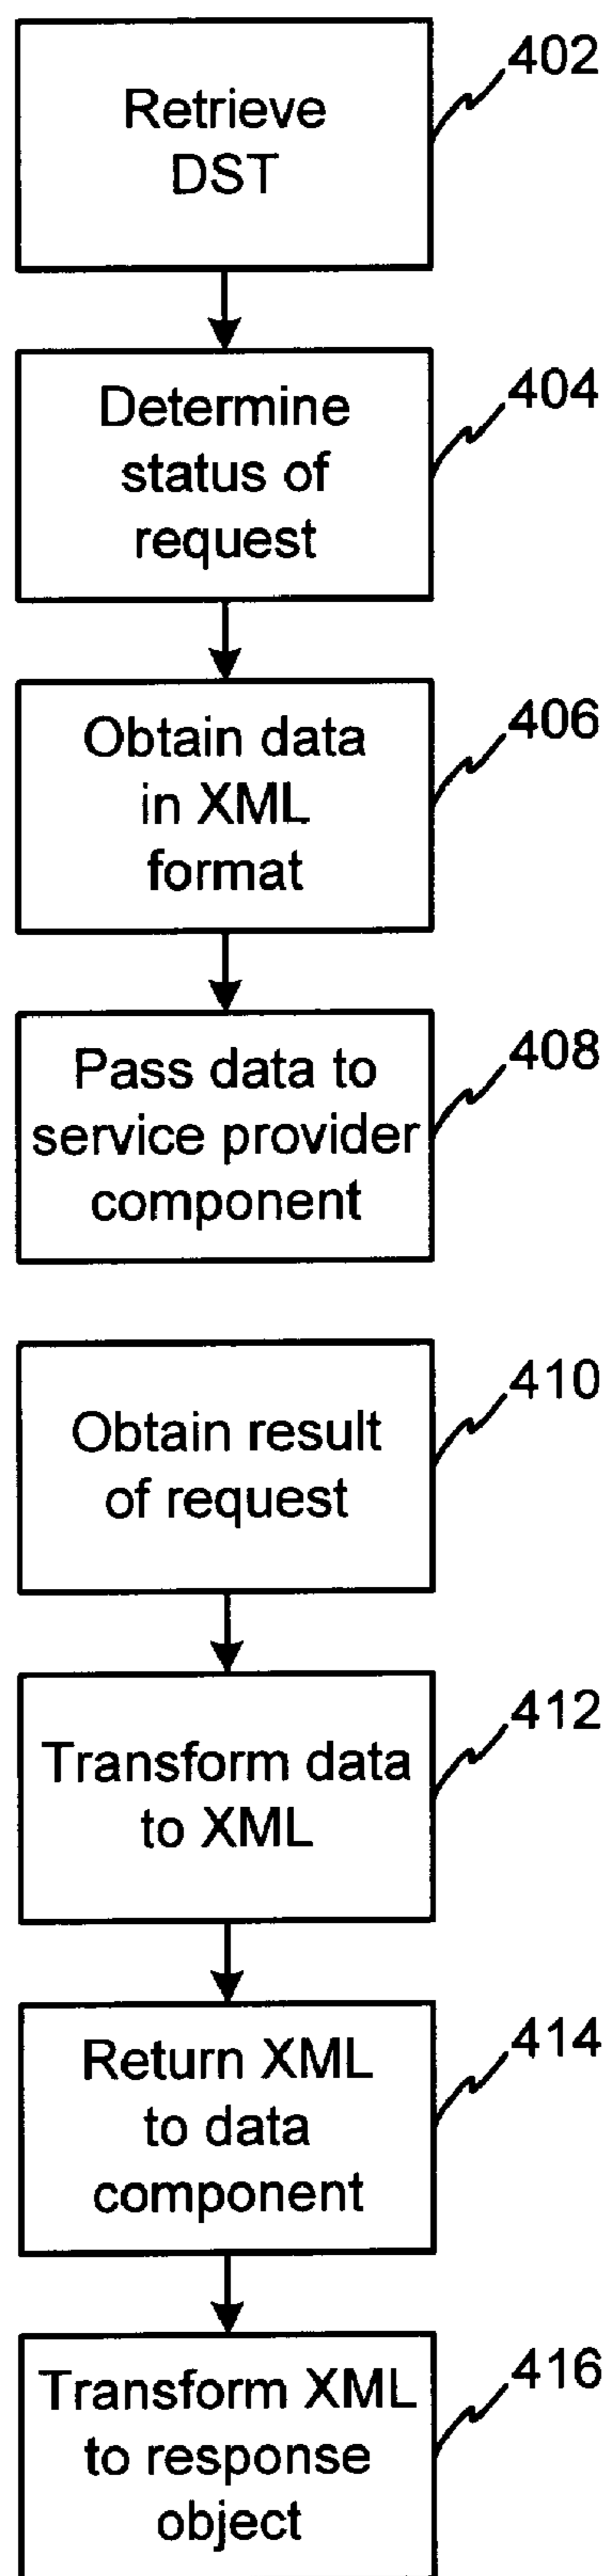 402
Retrieve
DST
404
Determine
status of
request
406
Obtain data
in XML
format
408
Pass data to
service provider
component
410
Obtain result
of request
412
Transform data
to XML
414
Return XML
to data
component
416
Transform XML
to response
object